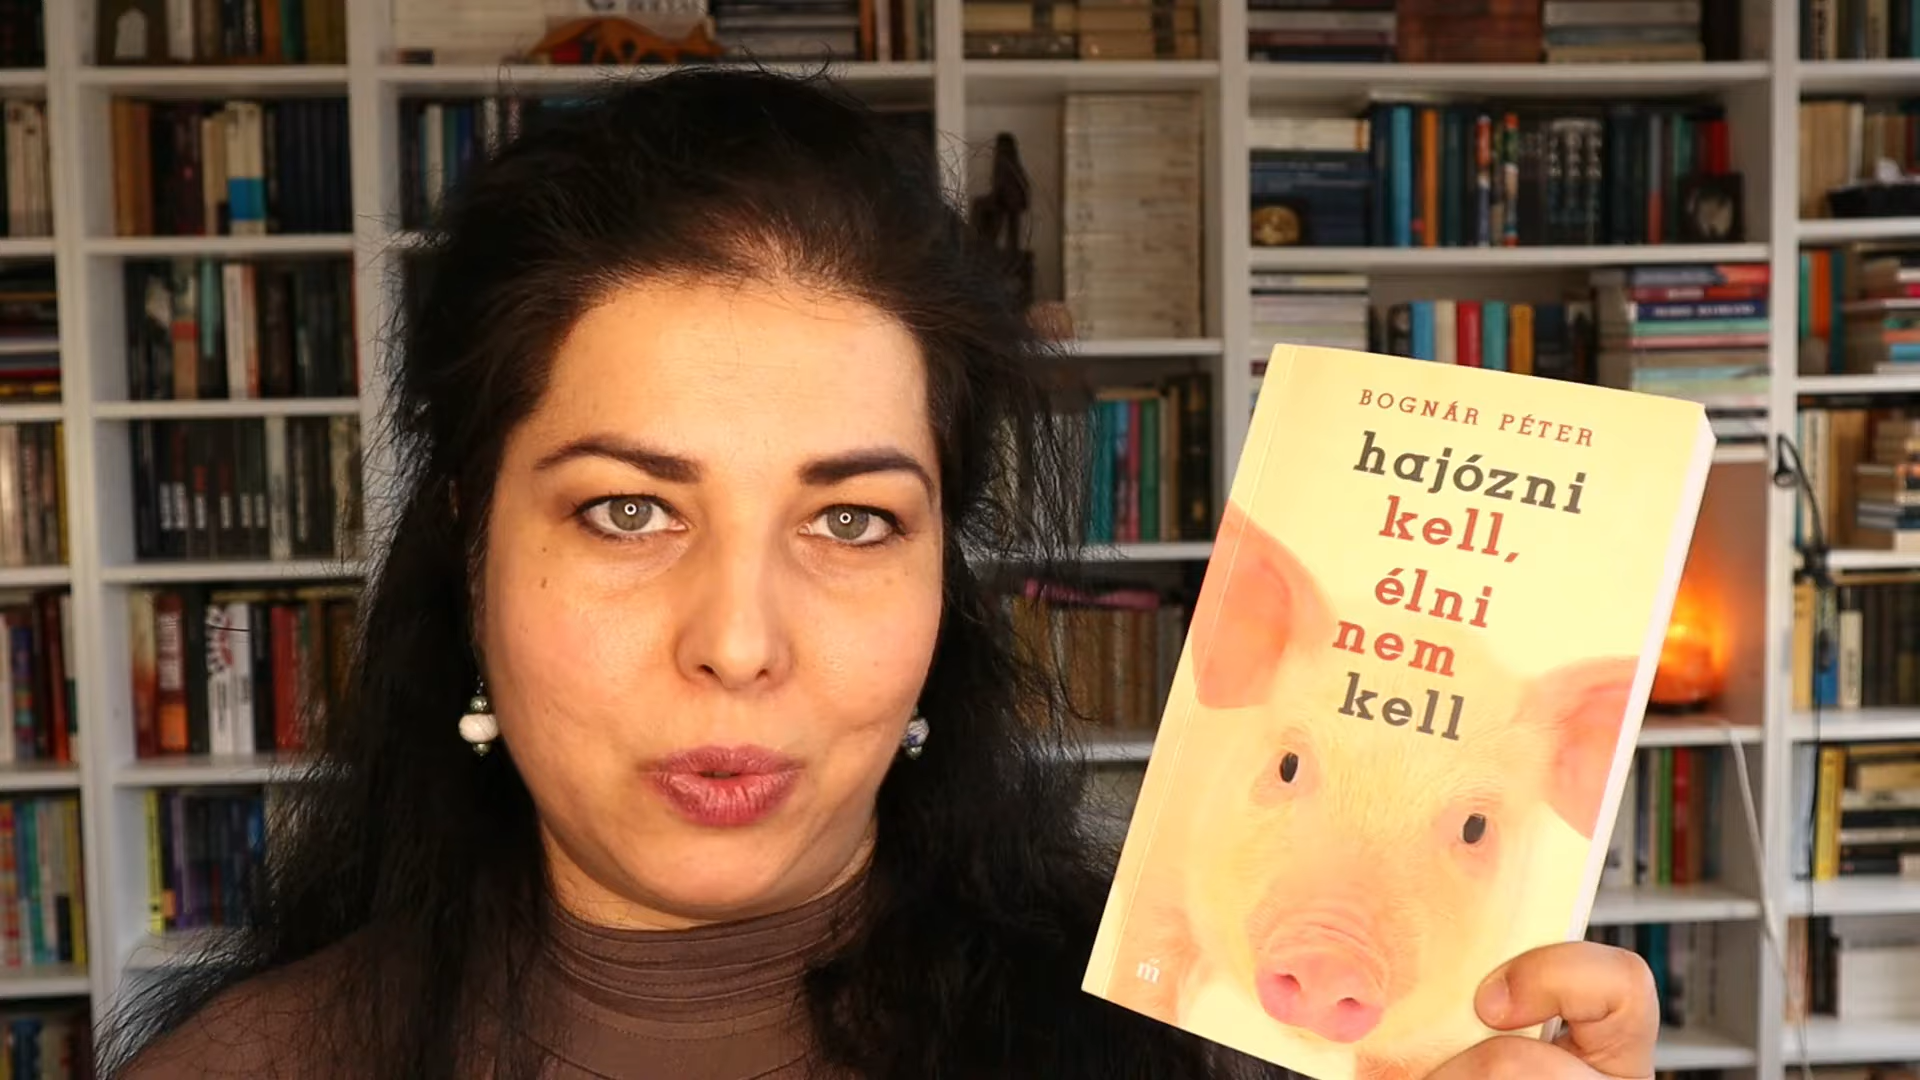 BOGNÁR PÉTER
hajózni
kell,
élni
nem
kell
m̋